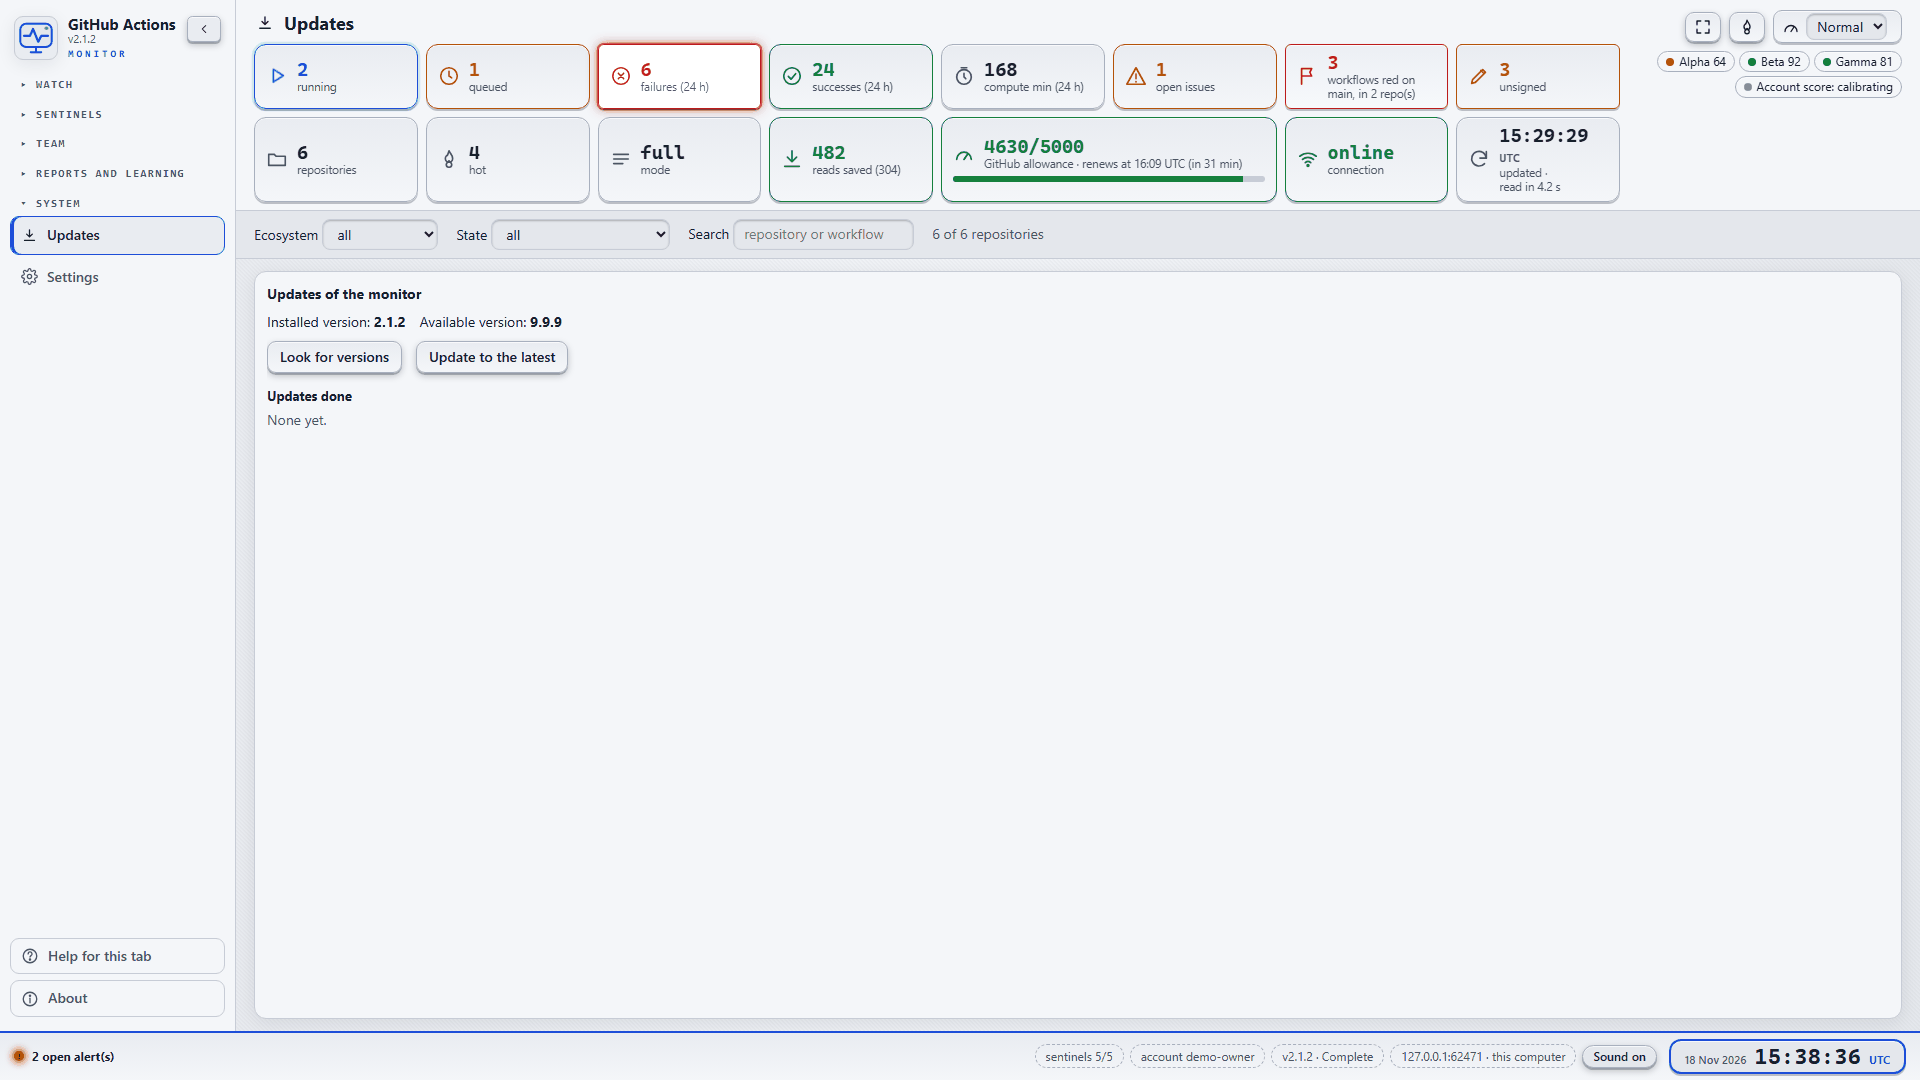 GitHub Actions
v2.1.2
MONITOR
WATCH
SENTINELS
TEAM
REPORTS AND LEARNING
SYSTEM
Updates
Settings
Help for this tab
About
Updates
2
running
1
queued
6
failures (24 h)
24
successes (24 h)
168
compute min (24 h)
1
open issues
3
workflows red on
main, in 2 repo(s)
3
unsigned
6
repositories
4
hot
full
mode
482
reads saved (304)
4630/5000
GitHub allowance · renews at 16:09 UTC (in 31 min)
online
connection
15:29:29
UTC
updated ·
read in 4.2 s
Normal
Alpha 64
Beta 92
Gamma 81
Account score: calibrating
Ecosystem all State all Search repository or workflow 6 of 6 repositories
Updates of the monitor
Installed version: 2.1.2 Available version: 9.9.9
Look for versions Update to the latest
Updates done
None yet.
2 open alert(s)
sentinels 5/5 account demo-owner v2.1.2 · Complete 127.0.0.1:62471 · this computer Sound on 18 Nov 2026 15:38:36 UTC